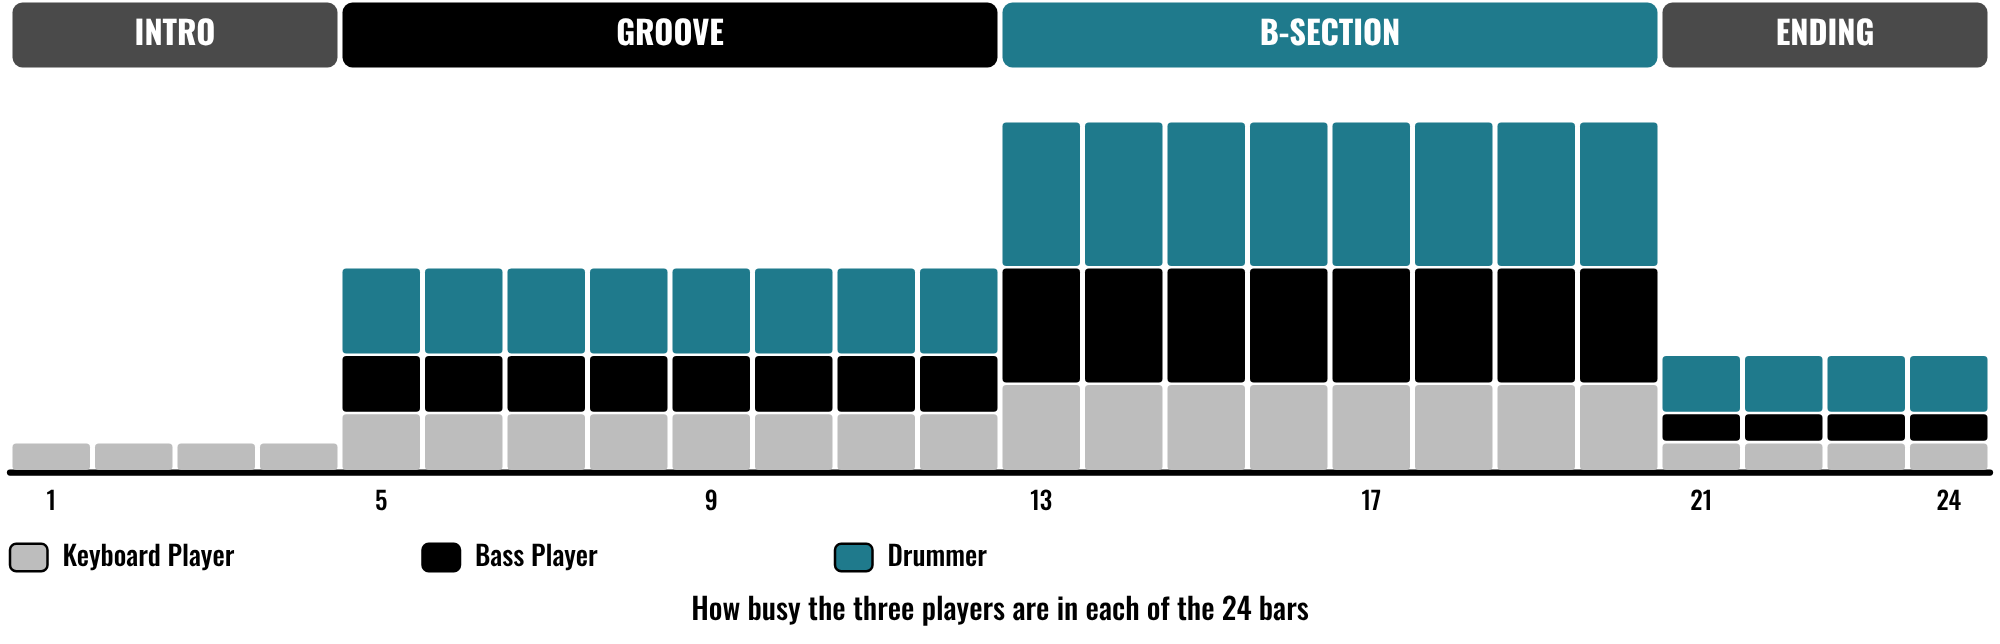 INTRO GROOVE B-SECTION ENDING
1 5 9 13 17 21 24
Keyboard Player Bass Player Drummer
How busy the three players are in each of the 24 bars